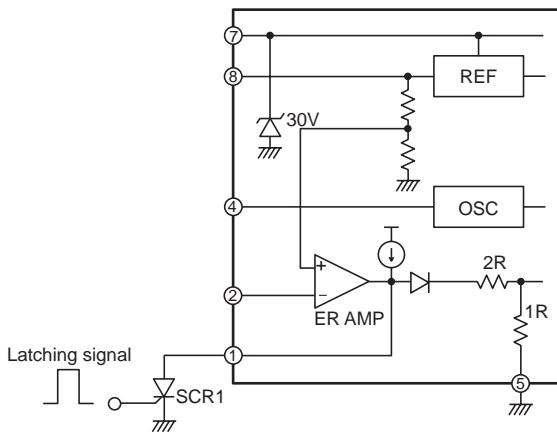 7
8
REF
30V
4
OSC
+
2R
−
2
ER AMP
1R
1
Latching signal
SCR1
5